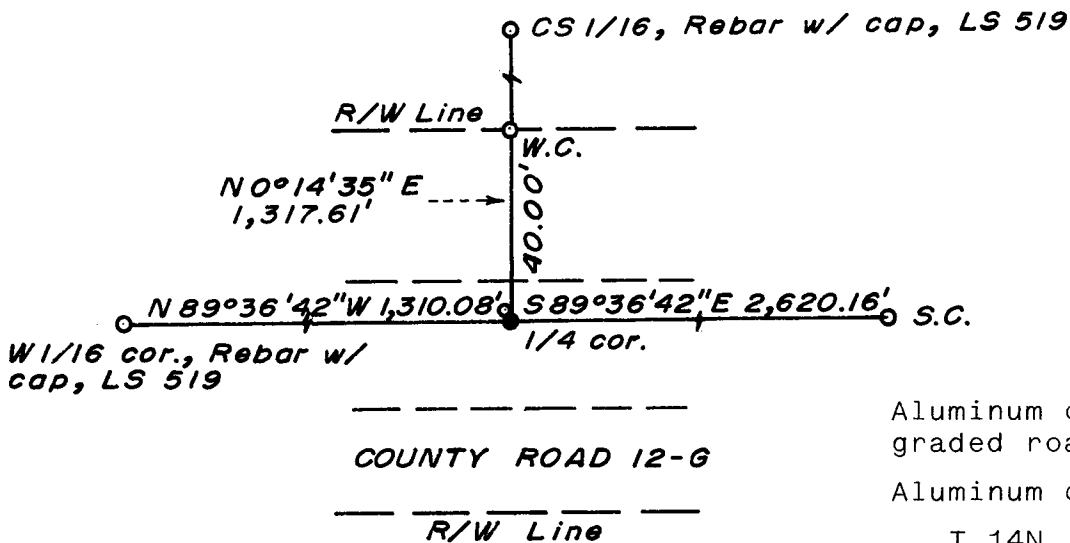 CS 1/16, Rebar w/ cap, LS 519
R/W Line
W.C.
N 0°14'35" E
1,317.61'
40.00'
N 89°36'42" W 1,310.08'
S 89°36'42" E 2,620.16'
S.C.
1/4 cor.
W 1/16 cor., Rebar w/
cap, LS 519
COUNTY ROAD 12-G
R/W Line
Aluminum
graded
Aluminum
T 14N